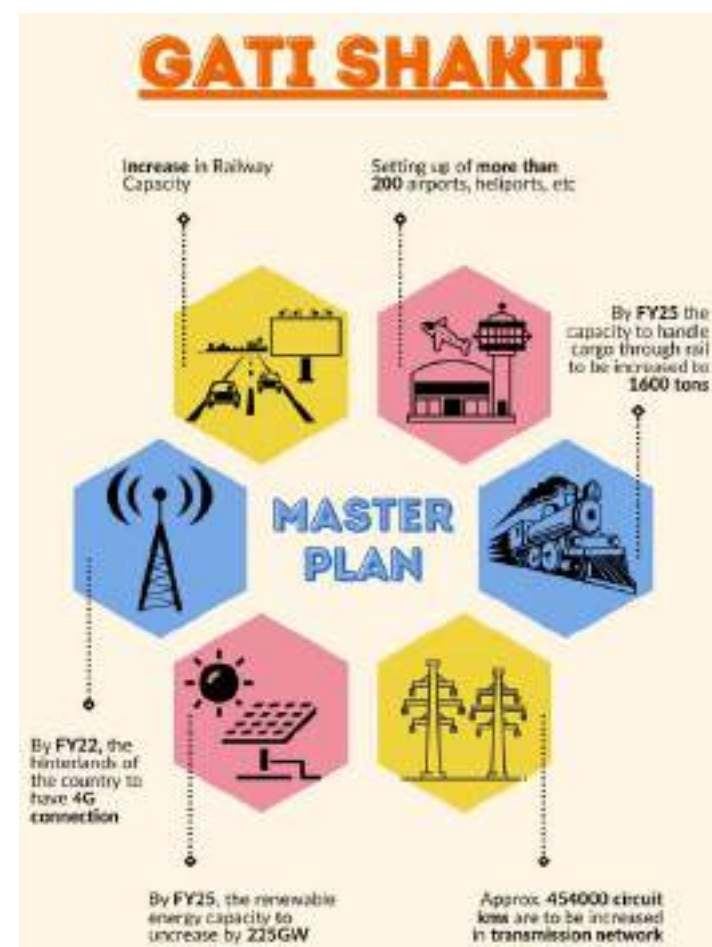 GATI SHAKTI
Increase in Railway
Capacity
Setting up of more than
200 airports, heliports, etc
By FY25 the
capacity to handle
cargo through rail
to be increased to
1600 tons
MASTER
PLAN
By FY22, the
hinterlands of
the country to
have 4G
connection
By FY25, the renewable
energy capacity to
uncrease by 225GW
Approx. 454000 circuit
kms are to be increased
in transmission network